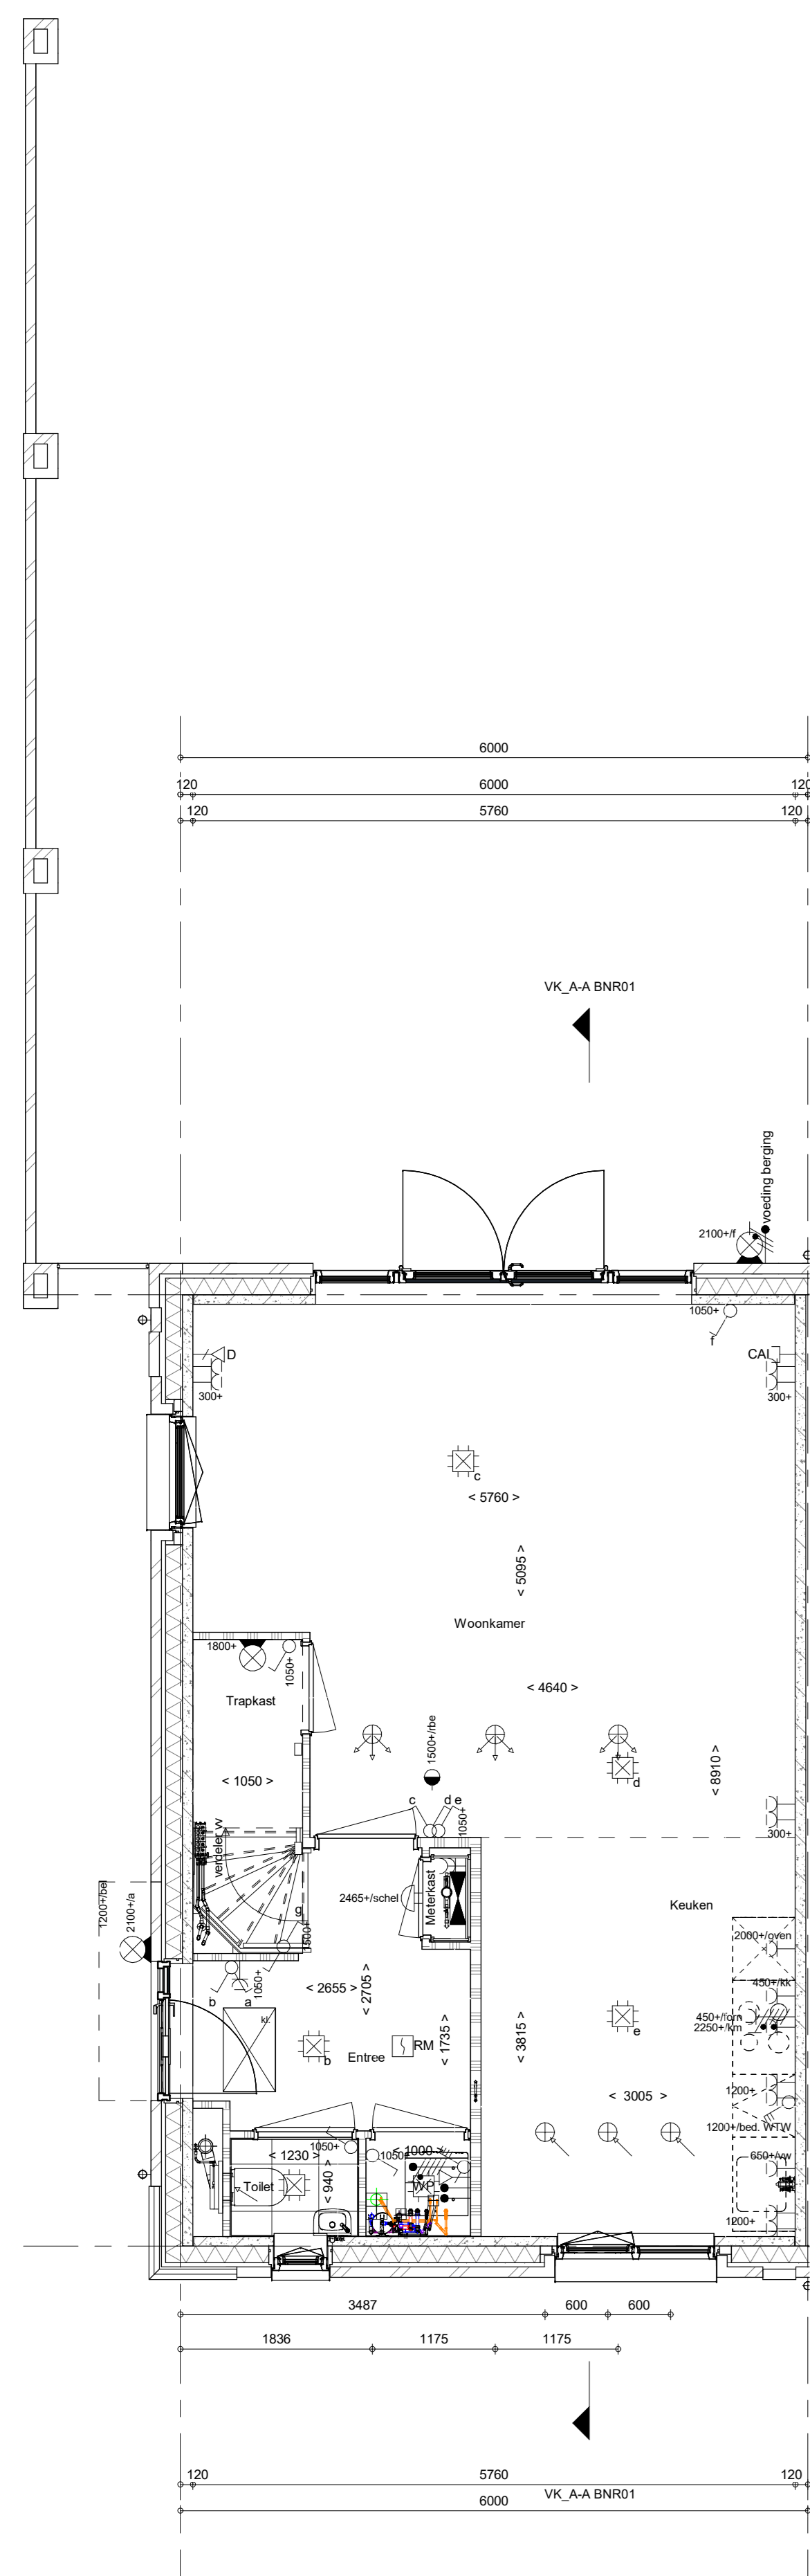 6000
120 6000 120
120 5760 120
VK_A-A BNR01
voeding berging
2100+/f
1050+
f
D
300+
CAI
300+
c
< 5760 >
< 5095 >
Woonkamer
1800+
1050+
Trapkast
< 4640 >
1500+/rbe
< 8910 >
d
< 1050 >
c d e
1050+
300+
verdeler vv
Meterkast
2465+/schel
Keuken
1200+/bel
2100+/a
g
1500+
2000+/oven
1050+
b a
< 2655 >
< 2705 >
450+/kk
kl.
450+/forn
2250+/km
e
b
RM
Entree
< 1735 >
< 3815 >
< 3005 >
1200+
1200+/bed. WTW
1050+
< 1230 >
1050+
< 1000 >
650+/vw
Toilet
< 940 >
WP
1200+
3487 600 600
1836 1175 1175
120 5760 120
VK_A-A BNR01
6000